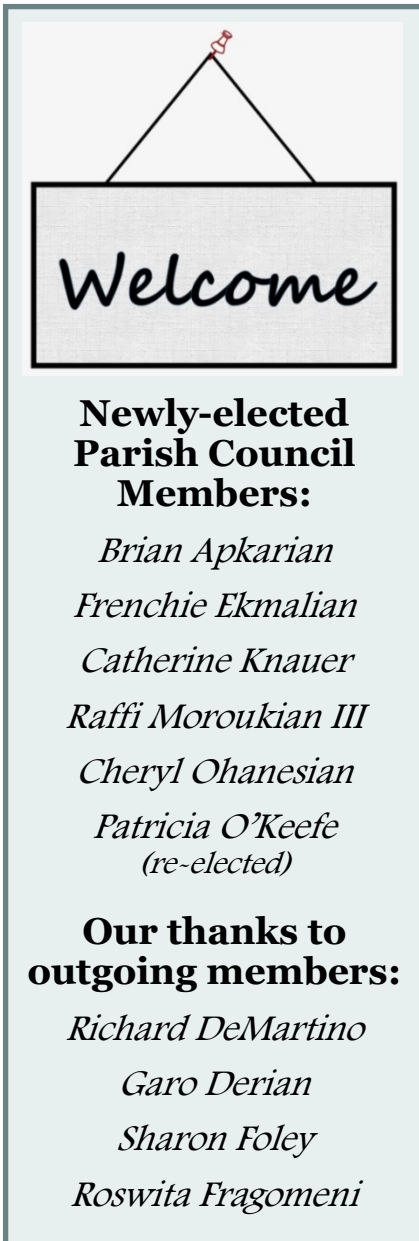 Welcome
Newly-elected
Parish Council
Members:
Brian Apkarian
Frenchie Ekmalian
Catherine Knauer
Raffi Moroukian III
Cheryl Ohanesian
Patricia O'Keefe
(re-elected)
Our thanks to
outgoing members:
Richard DeMartino
Garo Derian
Sharon Foley
Roswita Fragomeni